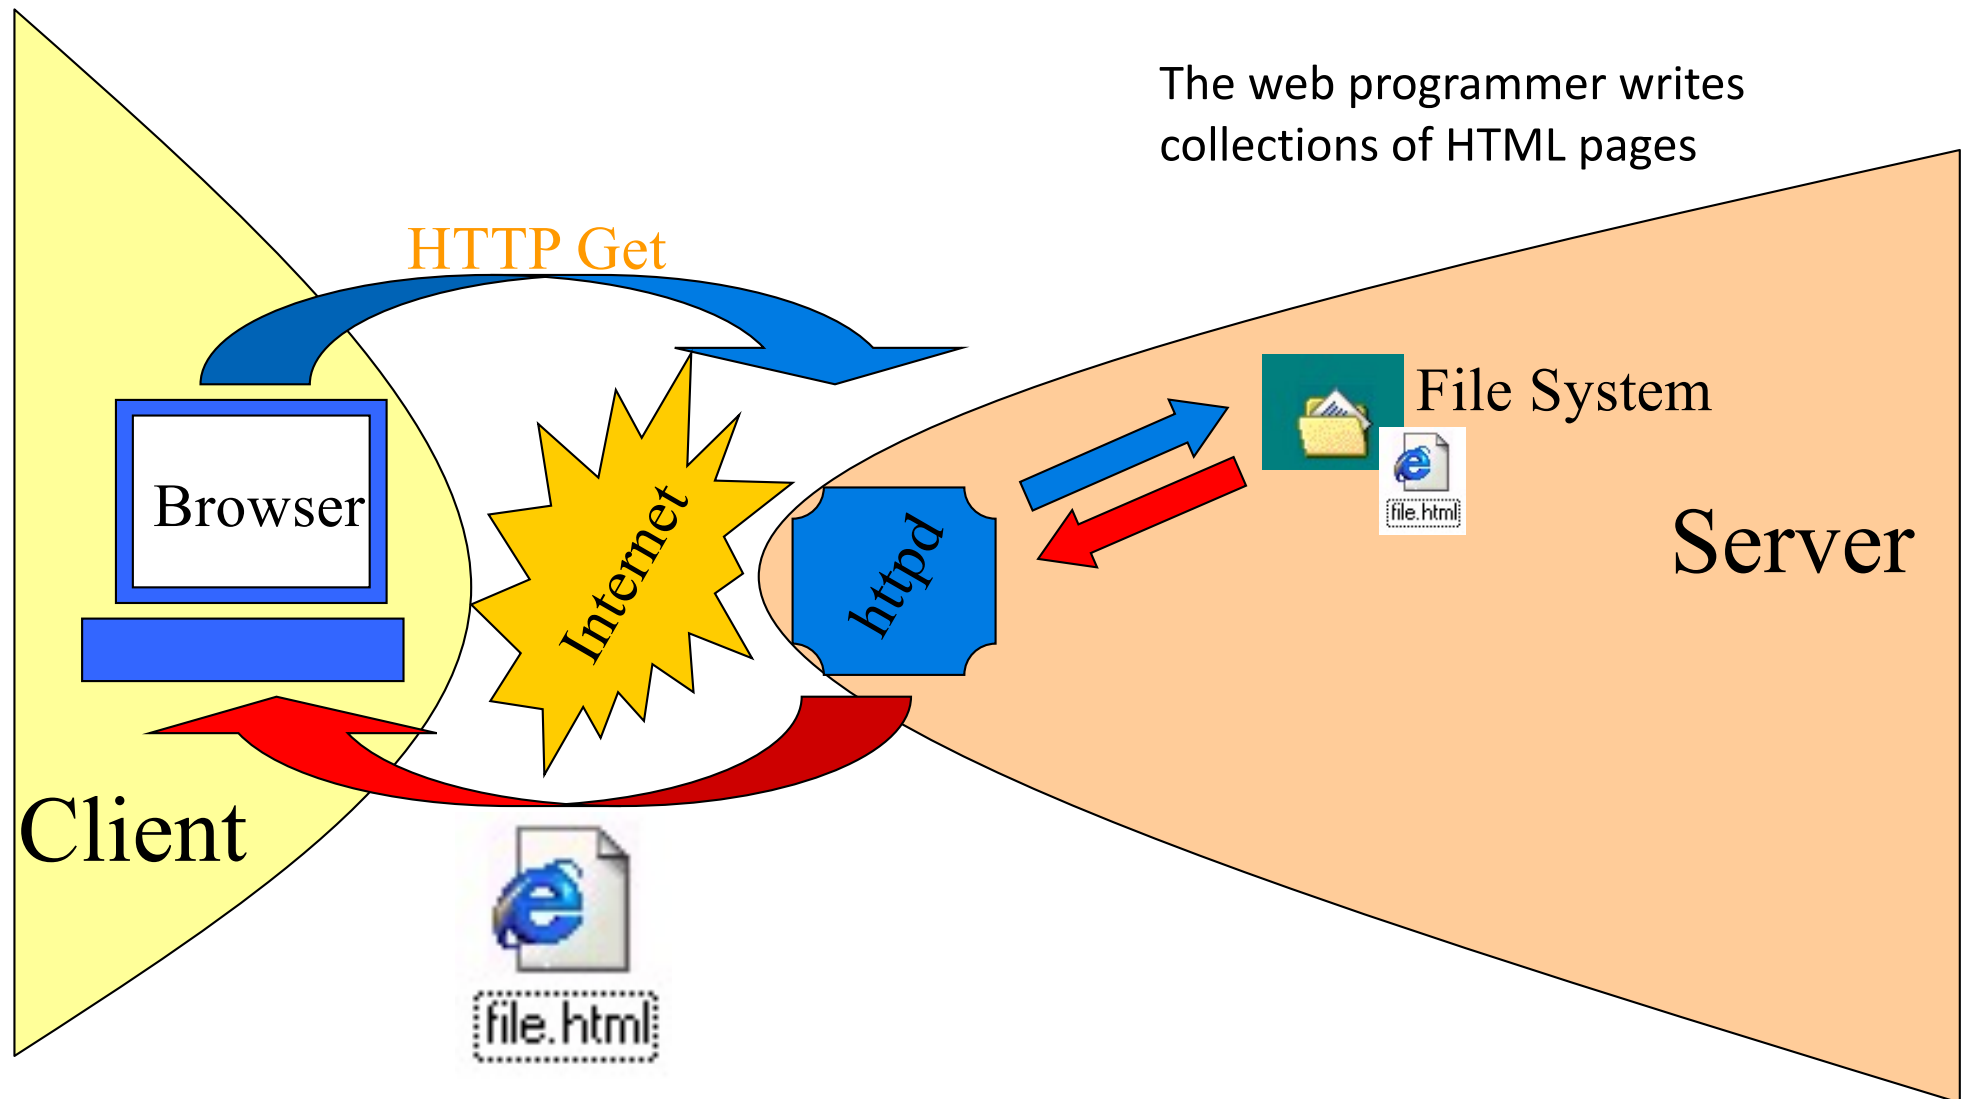 The web programmer writes
collections of HTML pages
HTTP Get
File System
file.html
Browser
Internet
httpd
Server
Client
file.html